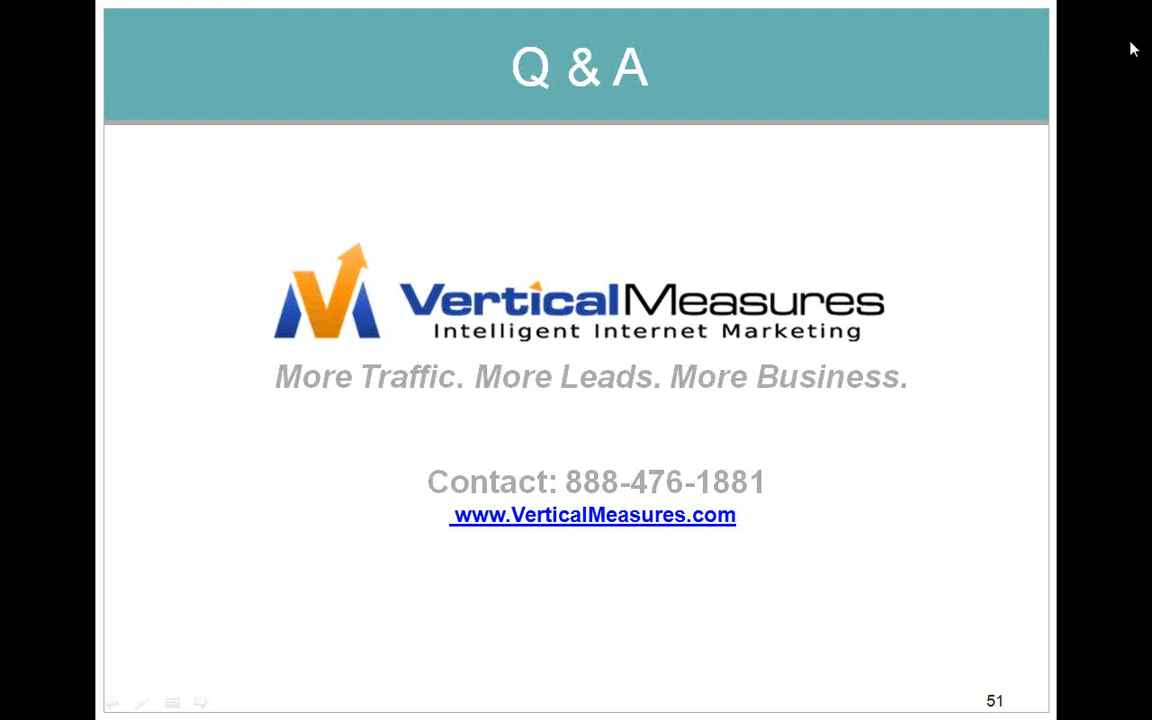 Q & A
VerticalMeasures
Intelligent Internet Marketing
More Traffic. More Leads. More Business.
Contact: 888-476-1881
www.VerticalMeasures.com
51